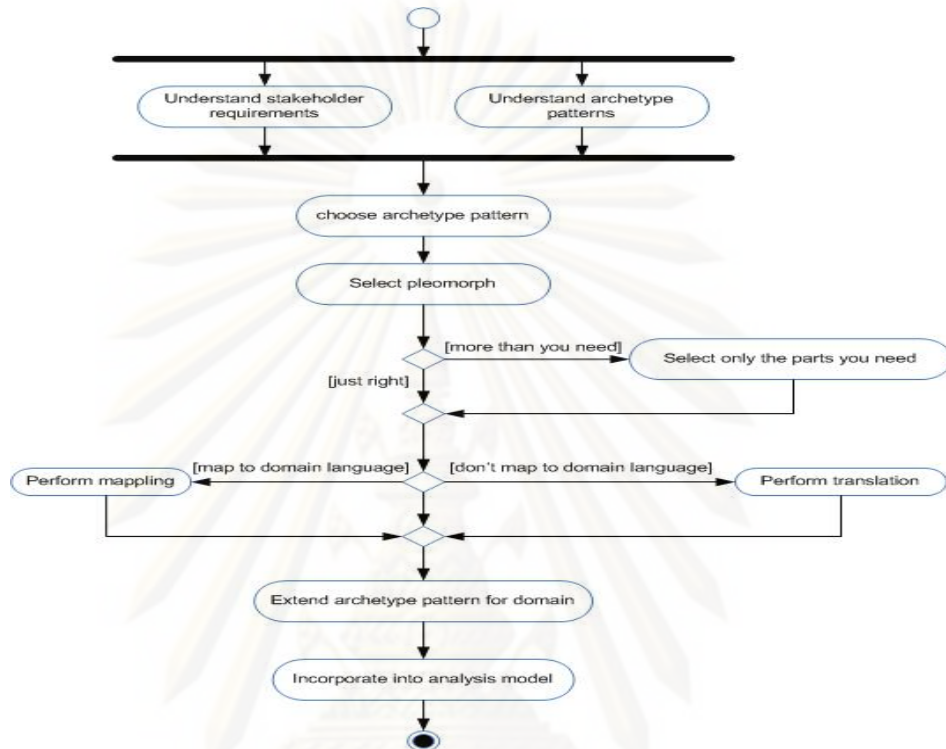 Understand stakeholder
requirements
Understand archetype
patterns
choose archetype pattern
Select pleomorph
[more than you need]
Select only the parts you need
[just right]
[map to domain language]
[don't map to domain language]
Perform mappling
Perform translation
Extend archetype pattern for domain
Incorporate into analysis model